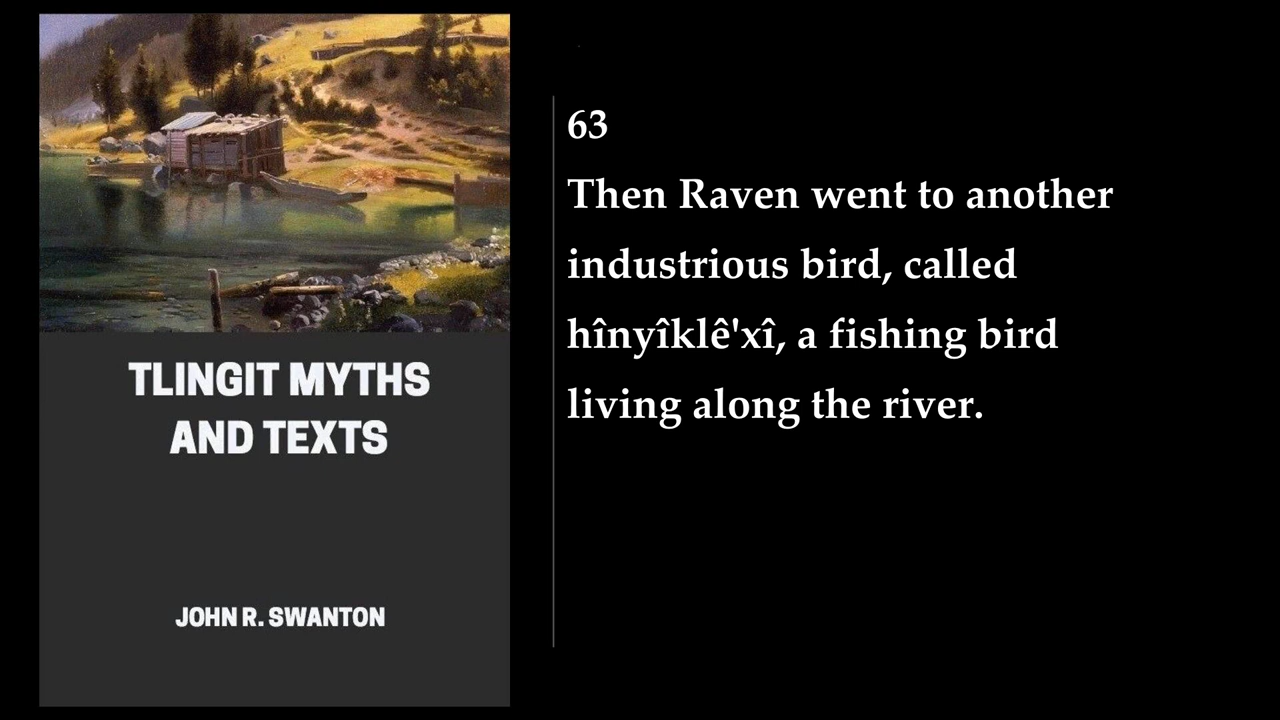 TLINGIT MYTHS
AND TEXTS
JOHN R. SWANTON
63
Then Raven went to another
industrious bird, called
hînyîklê'xî, a fishing bird
living along the river.